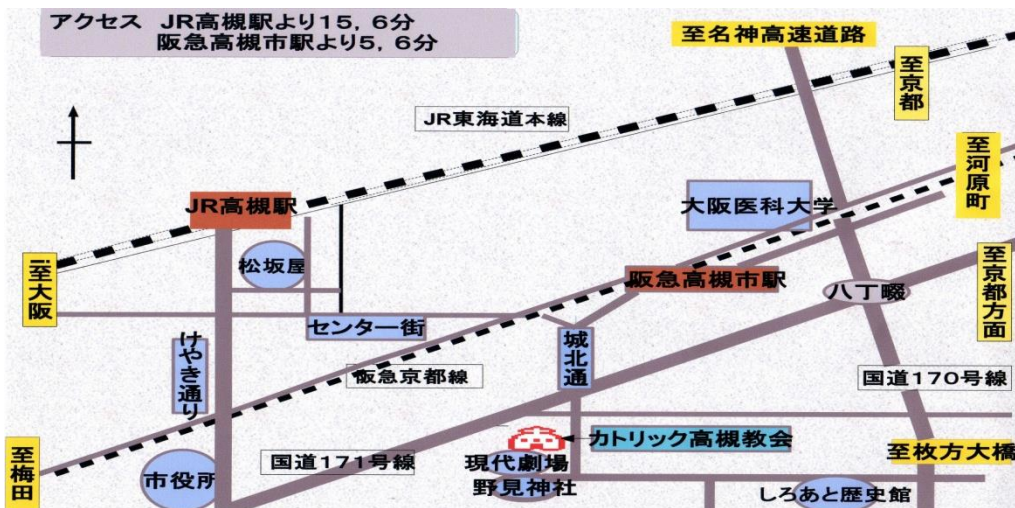 アクセス JR高槻駅より15,6分
阪急高槻市駅より5,6分
至名神高速道路
至京都
JR東海道本線
至河原町
JR高槻駅
大阪医科大学
松坂屋
至大阪
阪急高槻市駅
八丁畷
至京都方面
センター街
城北通
けやき通り
阪急京都線
国道170号線
カトリック高槻教会
至枚方大橋
至梅田
国道171号線
現代劇場
市役所
野見神社
しろあと歴史館